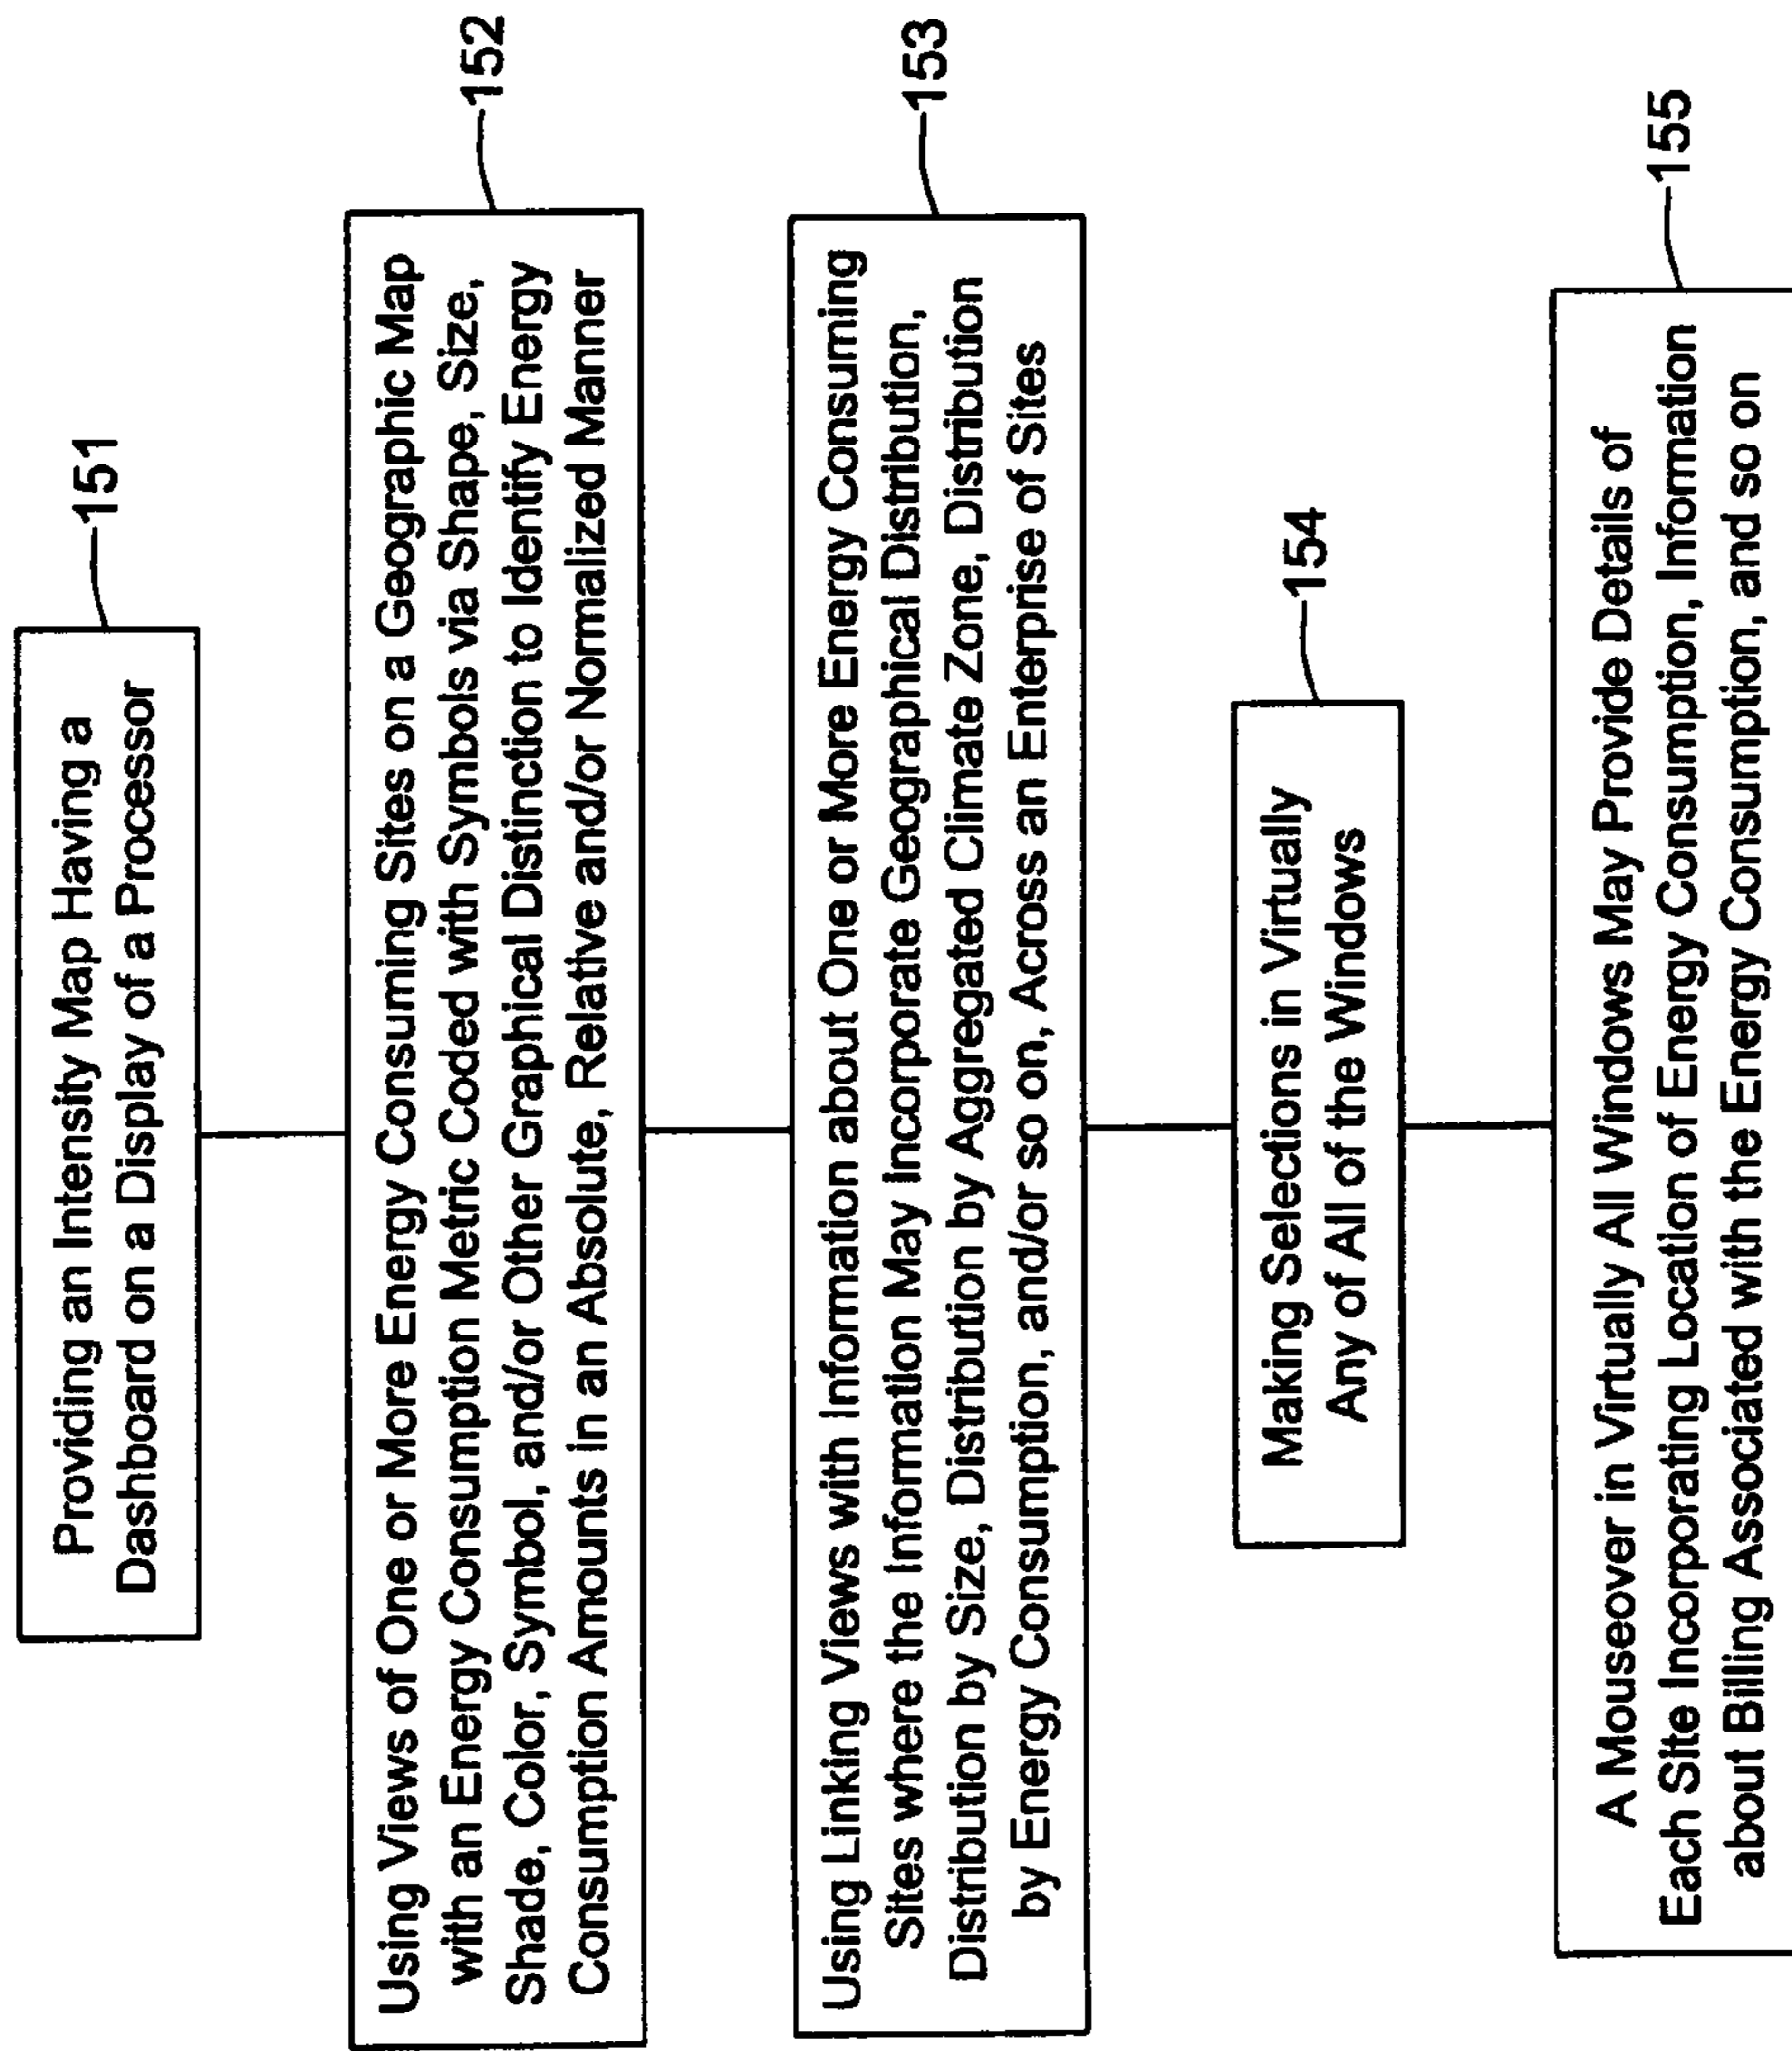 Providing an Intensity Map Having a
Dashboard on a Display of a Processor
151
Using Views of One or More Energy Consuming Sites on a Geographic Map
with an Energy Consumption Metric Coded with Symbols via Shape, Size,
Shade, Color, Symbol, and/or Other Graphical Distinction to Identify Energy
Consumption Amounts in an Absolute, Relative and/or Normalized Manner
152
Using Linking Views with Information about One or More Energy Consuming
Sites where the Information May Incorporate Geographical Distribution,
Distribution by Size, Distribution by Aggregated Climate Zone, Distribution
by Energy Consumption, and/or so on, Across an Enterprise of Sites
153
Making Selections in Virtually
Any of All of the Windows
154
A Mouseover in Virtually All Windows May Provide Details of
Each Site Incorporating Location of Energy Consumption, Information
about Billing Associated with the Energy Consumption, and so on
155